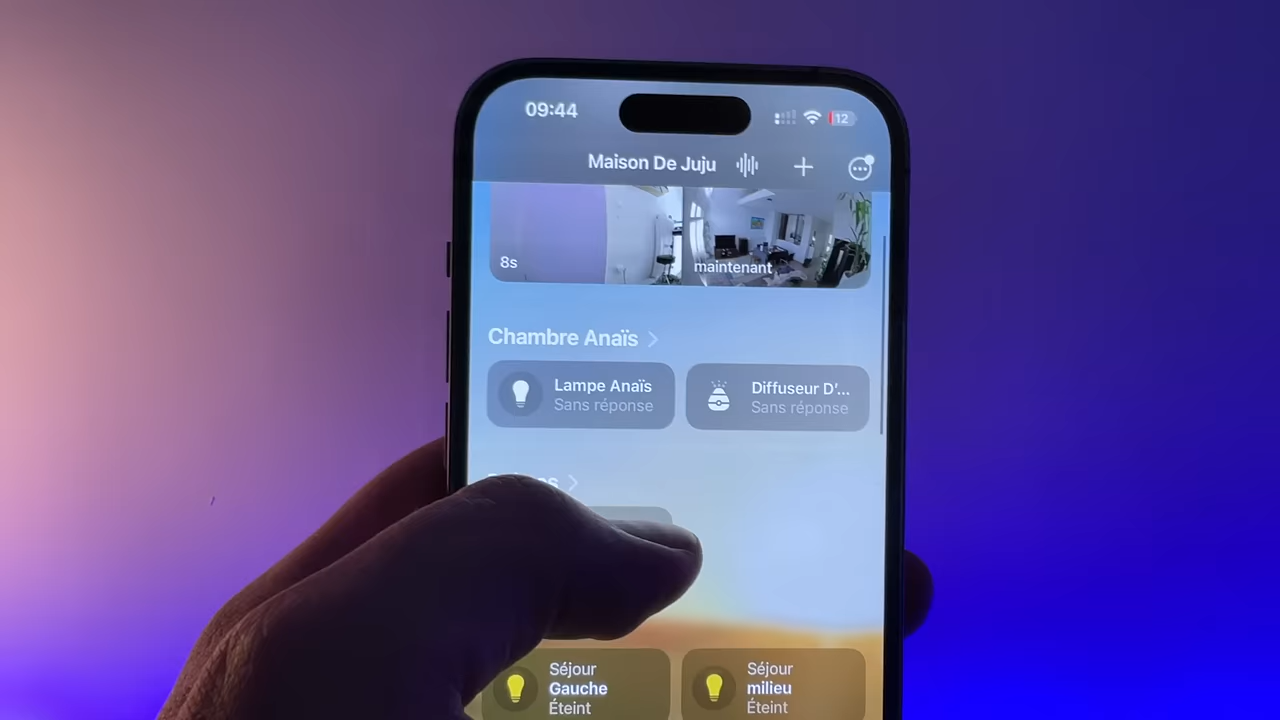 09:44
12
Maison De Juju
8s
maintenant
Chambre Anaïs
Lampe Anaïs
Sans réponse
Diffuseur D'...
Sans réponse
Séjour
Gauche
Éteint
Séjour
milieu
Éteint